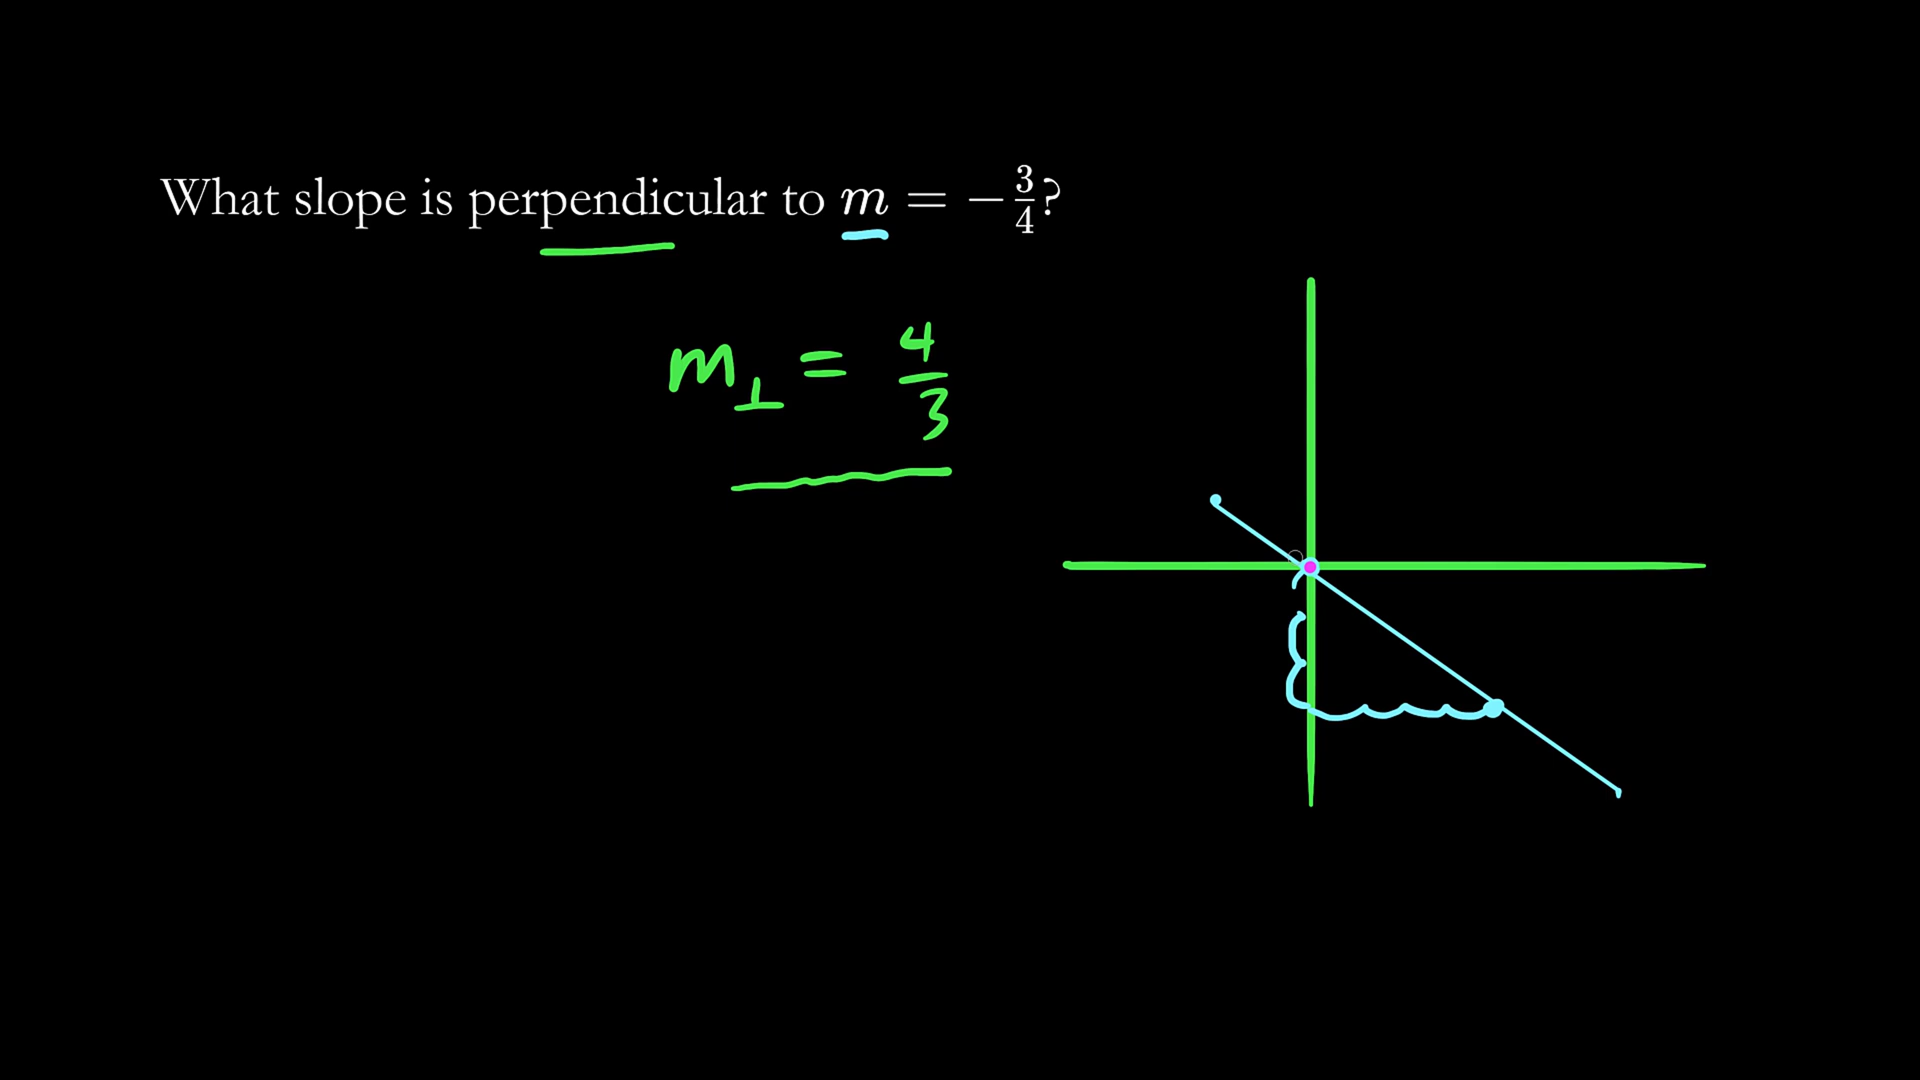 What slope is perpendicular to m = −3/4?
m⊥ = 4/3